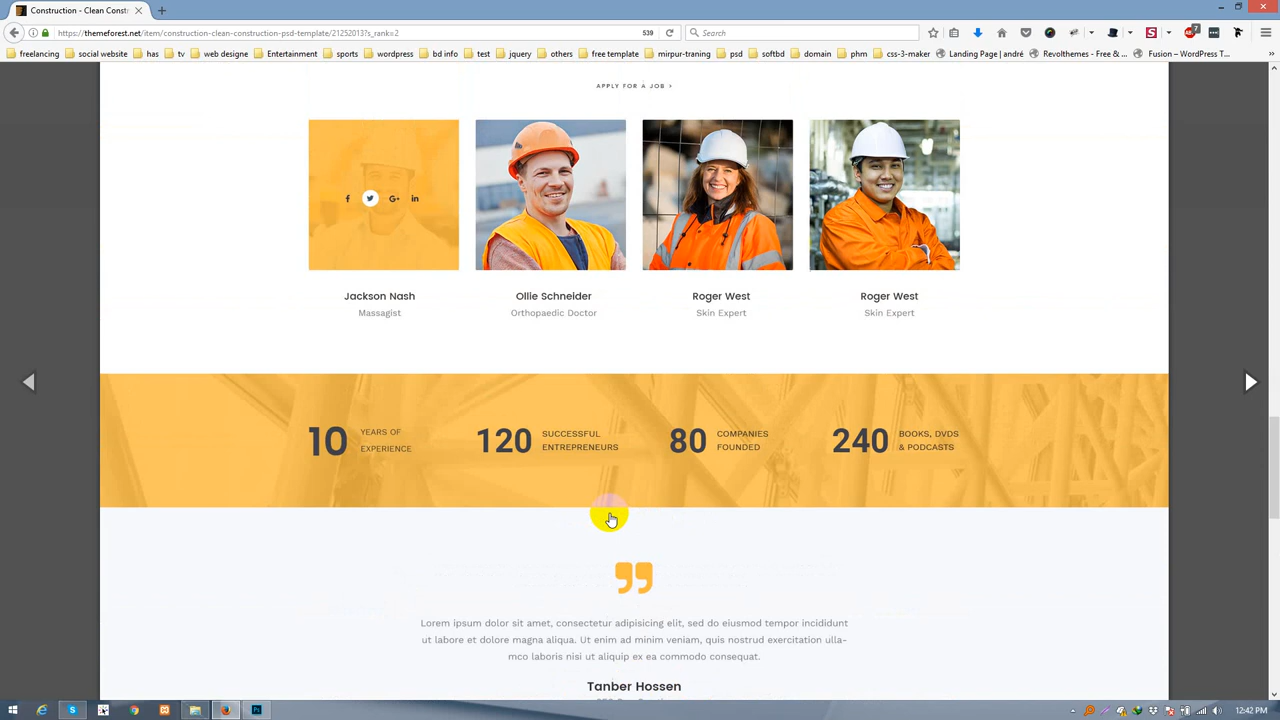 Construction - Clean Constr
https://themeforest.net/item/construction-clean-construction-psd-template/21252013?s_rank=2
539
Search
freelancing
social website
has
tv
web designe
Entertainment
sports
wordpress
bd info
test
jquery
others
free template
mirpur-traning
psd
softbd
domain
phm
css-3-maker
Landing Page | andré
Revolthemes - Free & ...
Fusion – WordPress T...
APPLY FOR A JOB >
Jackson Nash
Ollie Schneider
Roger West
Roger West
Massagist
Orthopaedic Doctor
Skin Expert
Skin Expert
10 YEARS OF
EXPERIENCE
120 SUCCESSFUL
ENTREPRENEURS
80 COMPANIES
FOUNDED
240 BOOKS, DVDS
& PODCASTS
Lorem ipsum dolor sit amet, consectetur adipisicing elit, sed do eiusmod tempor incididunt
ut labore et dolore magna aliqua. Ut enim ad minim veniam, quis nostrud exercitation ulla-
mco laboris nisi ut aliquip ex ea commodo consequat.
Tanber Hossen
12:42 PM